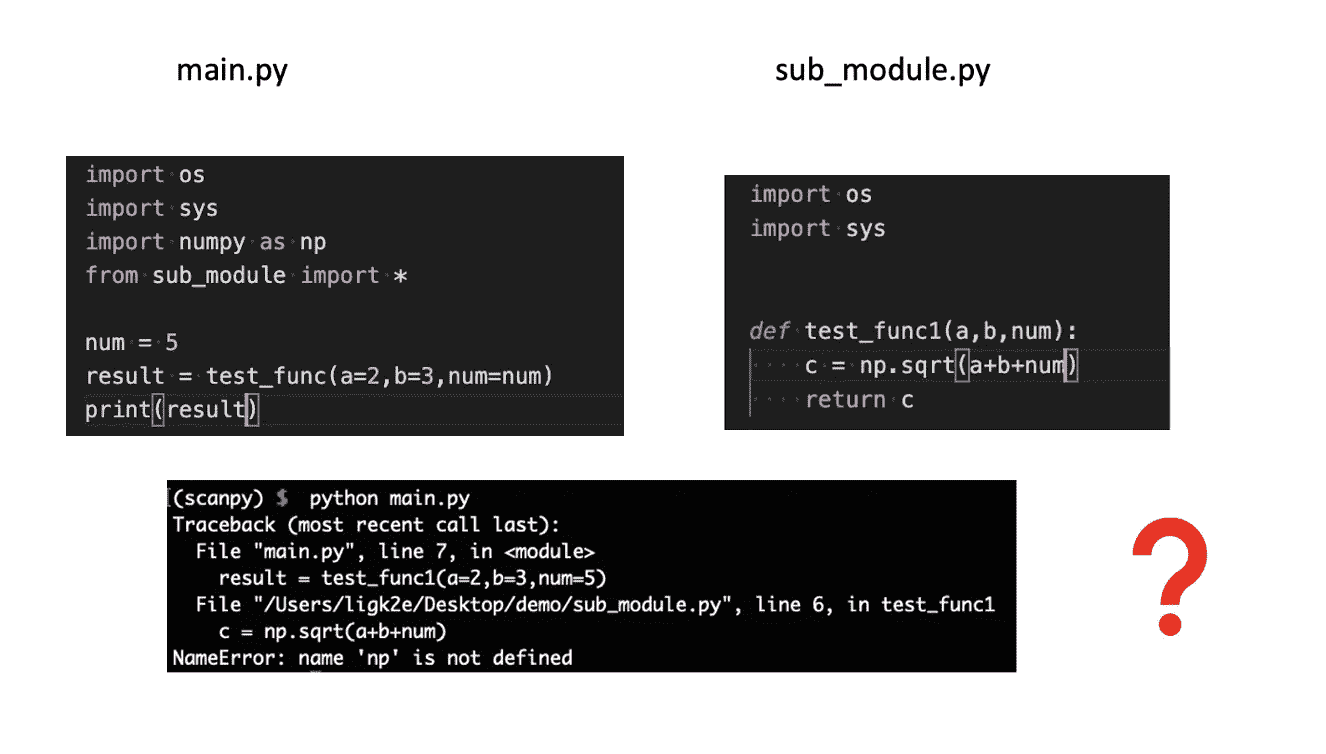 main.py
sub_module.py
import os
import sys
import numpy as np
from sub_module import *
num = 5
result = test_func(a=2,b=3,num=num)
print(result)
import os
import sys
def test_func1(a,b,num):
c = np.sqrt(a+b+num)
return c
(scanpy) $ python main.py
Traceback (most recent call last):
File "main.py", line 7, in <module>
result = test_func1(a=2,b=3,num=5)
File "/Users/ligk2e/Desktop/demo/sub_module.py", line 6, in test_func1
c = np.sqrt(a+b+num)
NameError: name 'np' is not defined
?